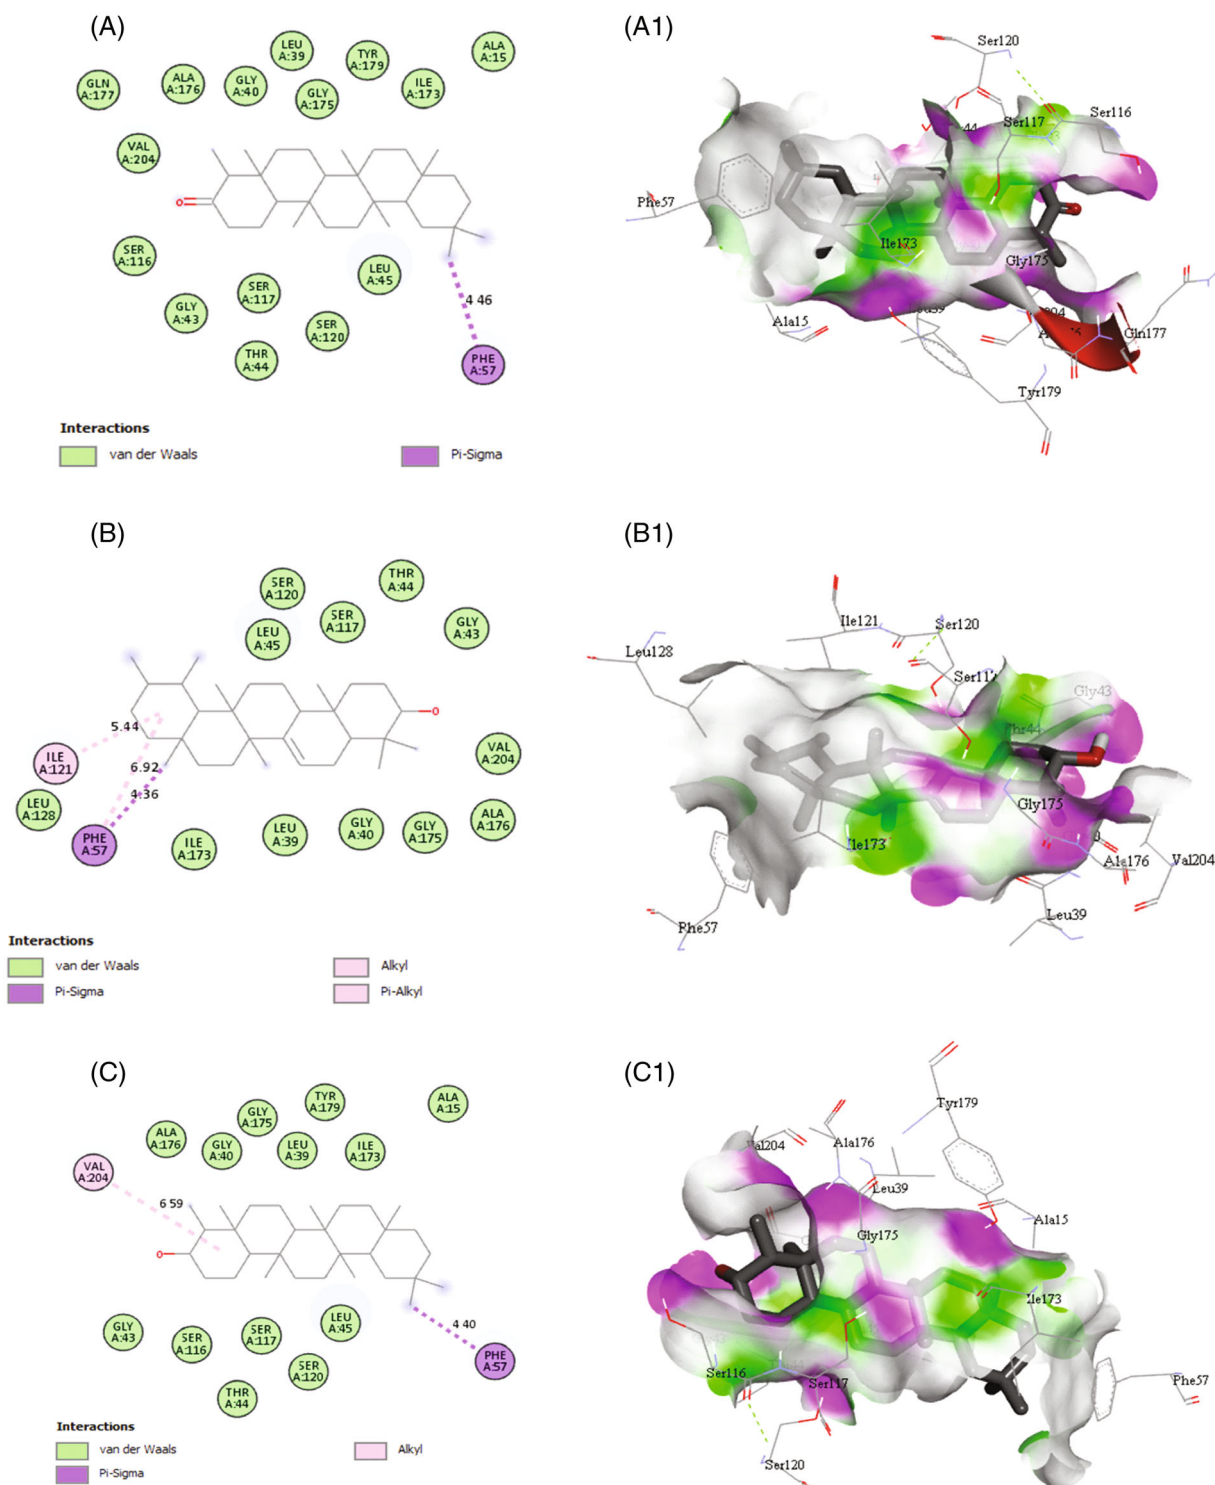 (A)
LEU
A:39
TYR
A:179
ALA
A:15
GLN
A:177
ALA
A:176
GLY
A:40
GLY
A:175
ILE
A:173
VAL
A:204
O
SER
A:116
LEU
A:45
SER
A:117
GLY
A:43
SER
A:120
THR
A:44
4 46
PHE
A:57
Interactions
van der Waals
Pi-Sigma
(A1)
Ser120
Ser117
Ser116
Phe57
Ile173
Gly175
Ala15
Gln177
Tyr179
(B)
THR
A:44
SER
A:120
SER
A:117
GLY
A:43
LEU
A:45
O
5.44
ILE
A:121
6.92
4.36
VAL
A:204
LEU
A:128
PHE
A:57
ILE
A:173
LEU
A:39
GLY
A:40
GLY
A:175
ALA
A:176
Interactions
van der Waals
Alkyl
Pi-Sigma
Pi-Alkyl
(B1)
Ile121
Ser120
Leu128
Gly43
Gly175
Ile173
Ala176
Val204
Leu39
Phe57
(C)
TYR
A:179
ALA
A:15
GLY
A:175
ALA
A:176
GLY
A:40
LEU
A:39
ILE
A:173
VAL
A:204
6 59
O
LEU
A:45
GLY
A:43
SER
A:116
SER
A:117
4 40
SER
A:120
PHE
A:57
THR
A:44
Interactions
van der Waals
Alkyl
Pi-Sigma
(C1)
Tyr179
Ala176
Leu39
Ala15
Gly175
Ile173
Ser116
Ser117
Phe57
Ser120